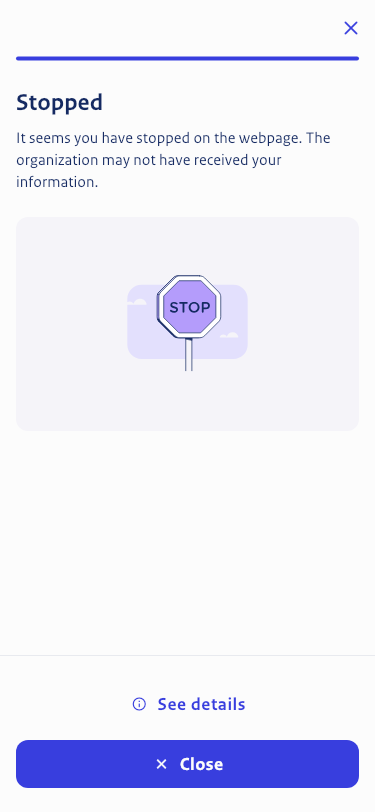 Stopped
It seems you have stopped on the webpage. The
organization may not have received your
information.
STOP
See details
Close